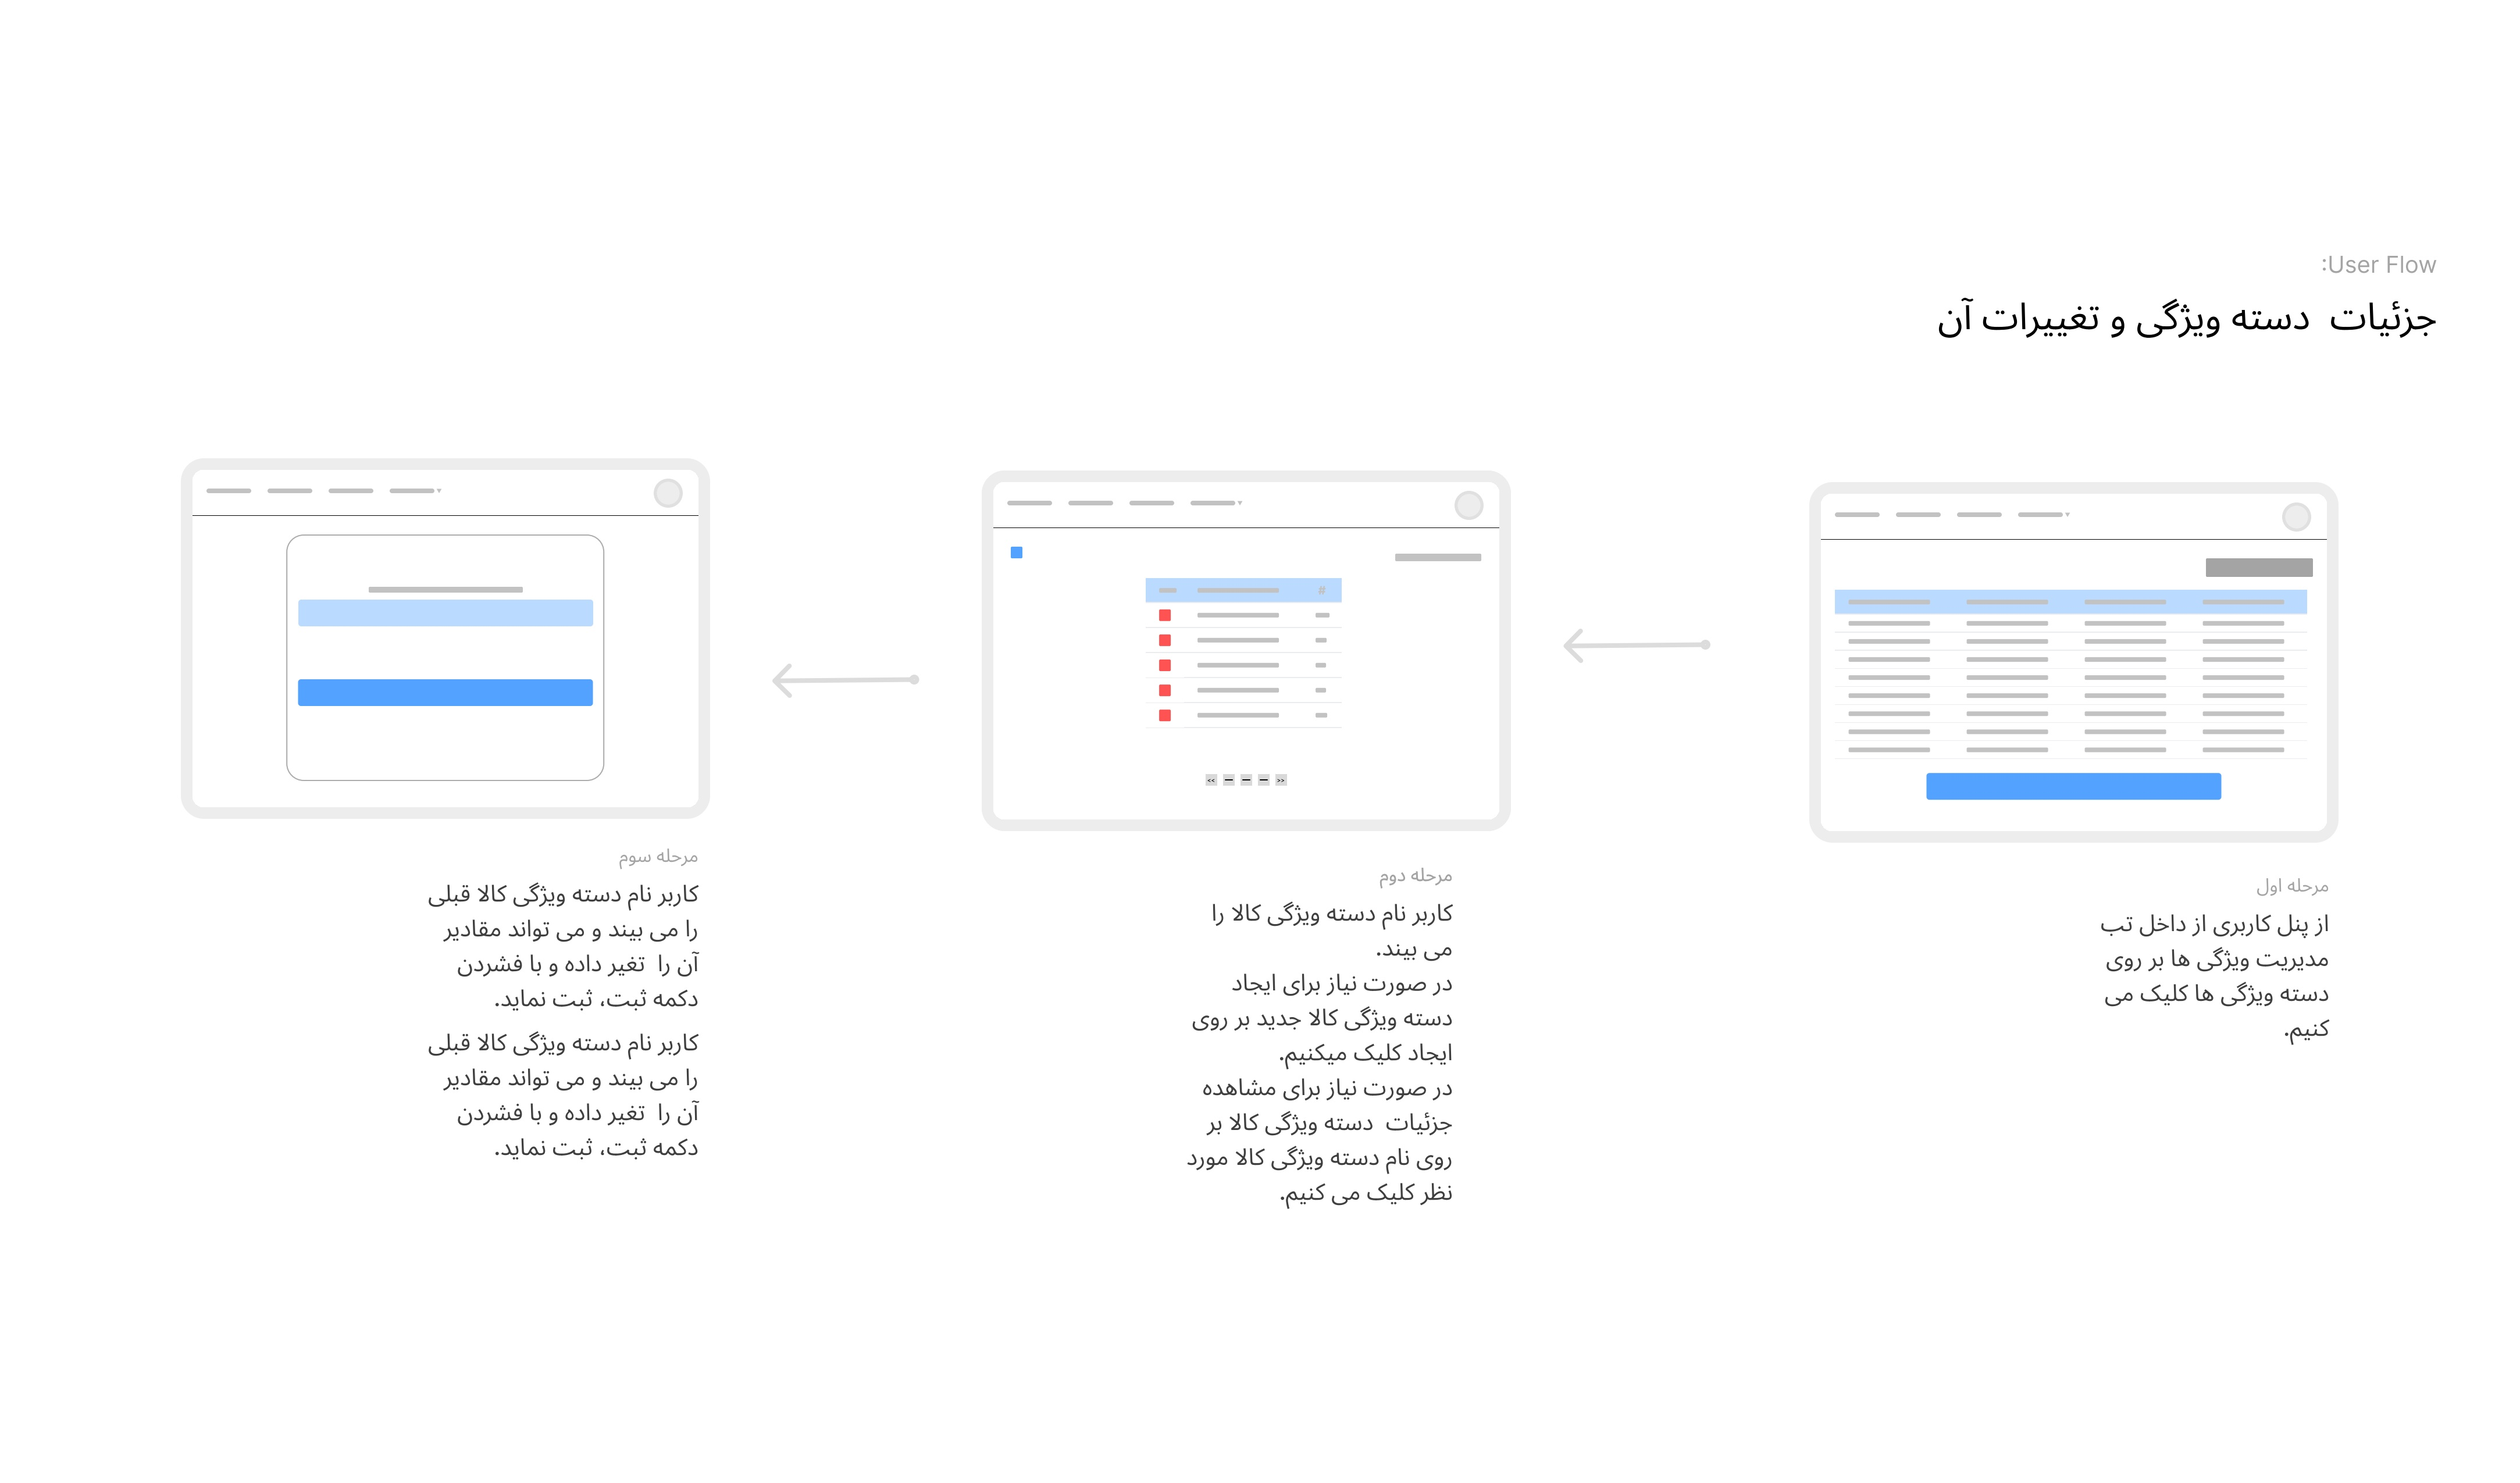 User Flow:
جزئیات  دسته ویژگی و تغییرات آن
#
<<
>>
مرحله اول
از پنل کاربری از داخل تب
مدیریت ویژگی ها بر روی
دسته ویژگی ها کلیک می
کنیم.
مرحله دوم
کاربر نام دسته ویژگی کالا را
می بیند.
در صورت نیاز برای ایجاد
دسته ویژگی کالا جدید بر روی
ایجاد کلیک میکنیم.
در صورت نیاز برای مشاهده
جزئیات  دسته ویژگی کالا بر
روی نام دسته ویژگی کالا مورد
نظر کلیک می کنیم.
مرحله سوم
کاربر نام دسته ویژگی کالا قبلی
را می بیند و می تواند مقادیر
آن را  تغیر داده و با فشردن
دکمه ثبت، ثبت نماید.
کاربر نام دسته ویژگی کالا قبلی
را می بیند و می تواند مقادیر
آن را  تغیر داده و با فشردن
دکمه ثبت، ثبت نماید.